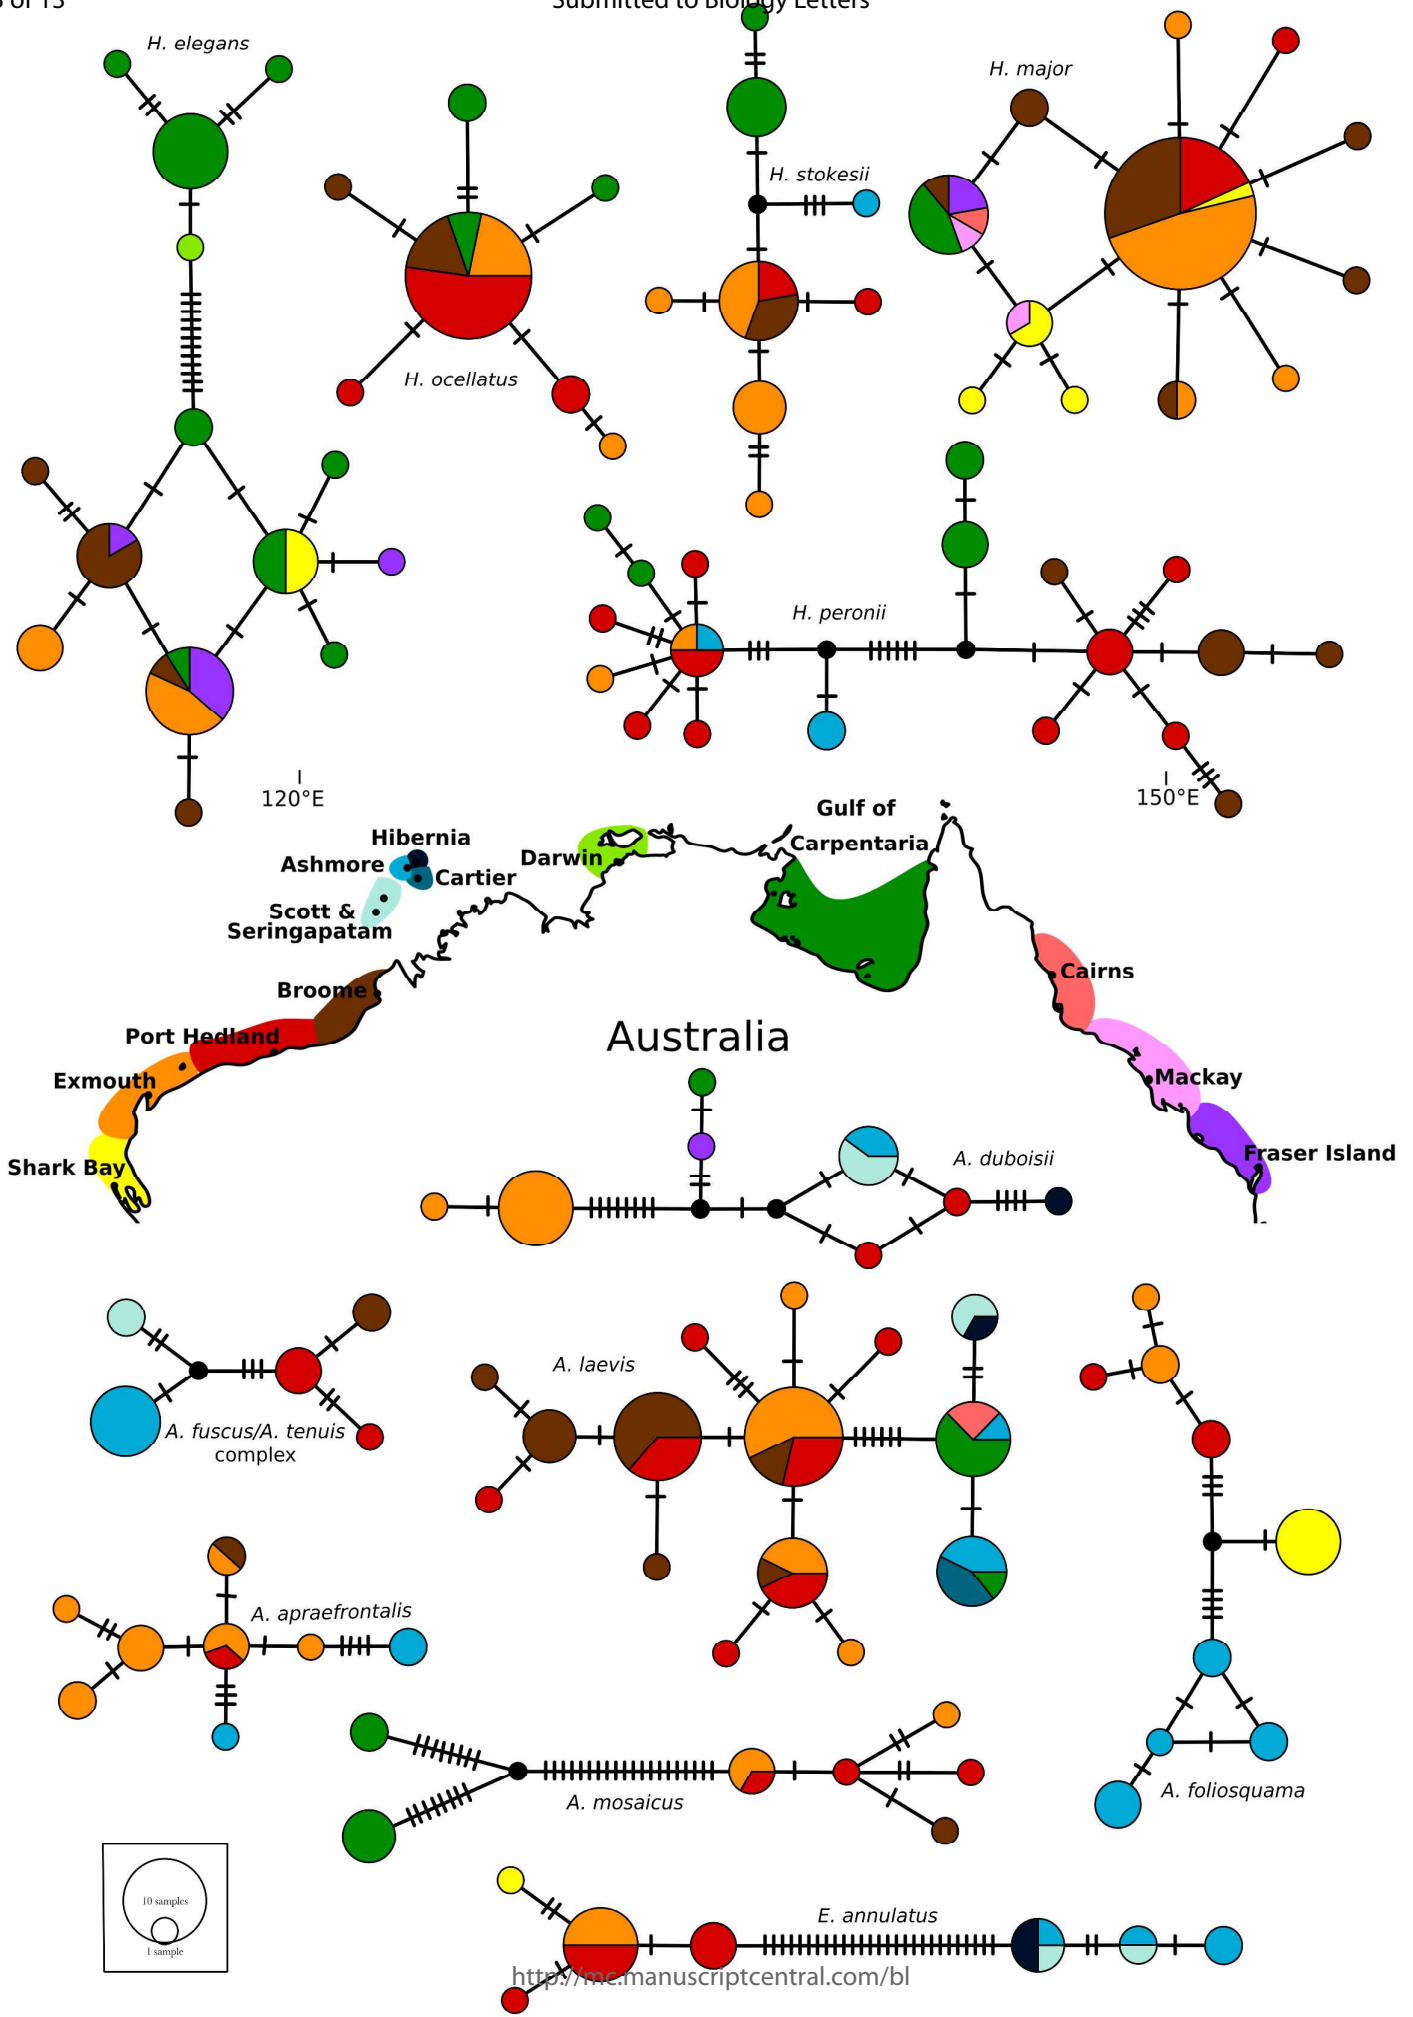 of 13
Submitted to Biology Letters
H. elegans
H. major
H. stokesii
H. ocellatus
H. peronii
120°E
150°E
Gulf of
Carpentaria
Hibernia
Ashmore
Cartier
Darwin
Scott &
Seringapatam
Broome
Cairns
Port Hedland
Australia
Exmouth
Mackay
Shark Bay
Fraser Island
A. duboisii
A. laevis
A. fuscus/A. tenuis
complex
A. apraefrontalis
A. foliosquama
A. mosaicus
10 samples
1 sample
E. annulatus
http://mc.manuscriptcentral.com/bl